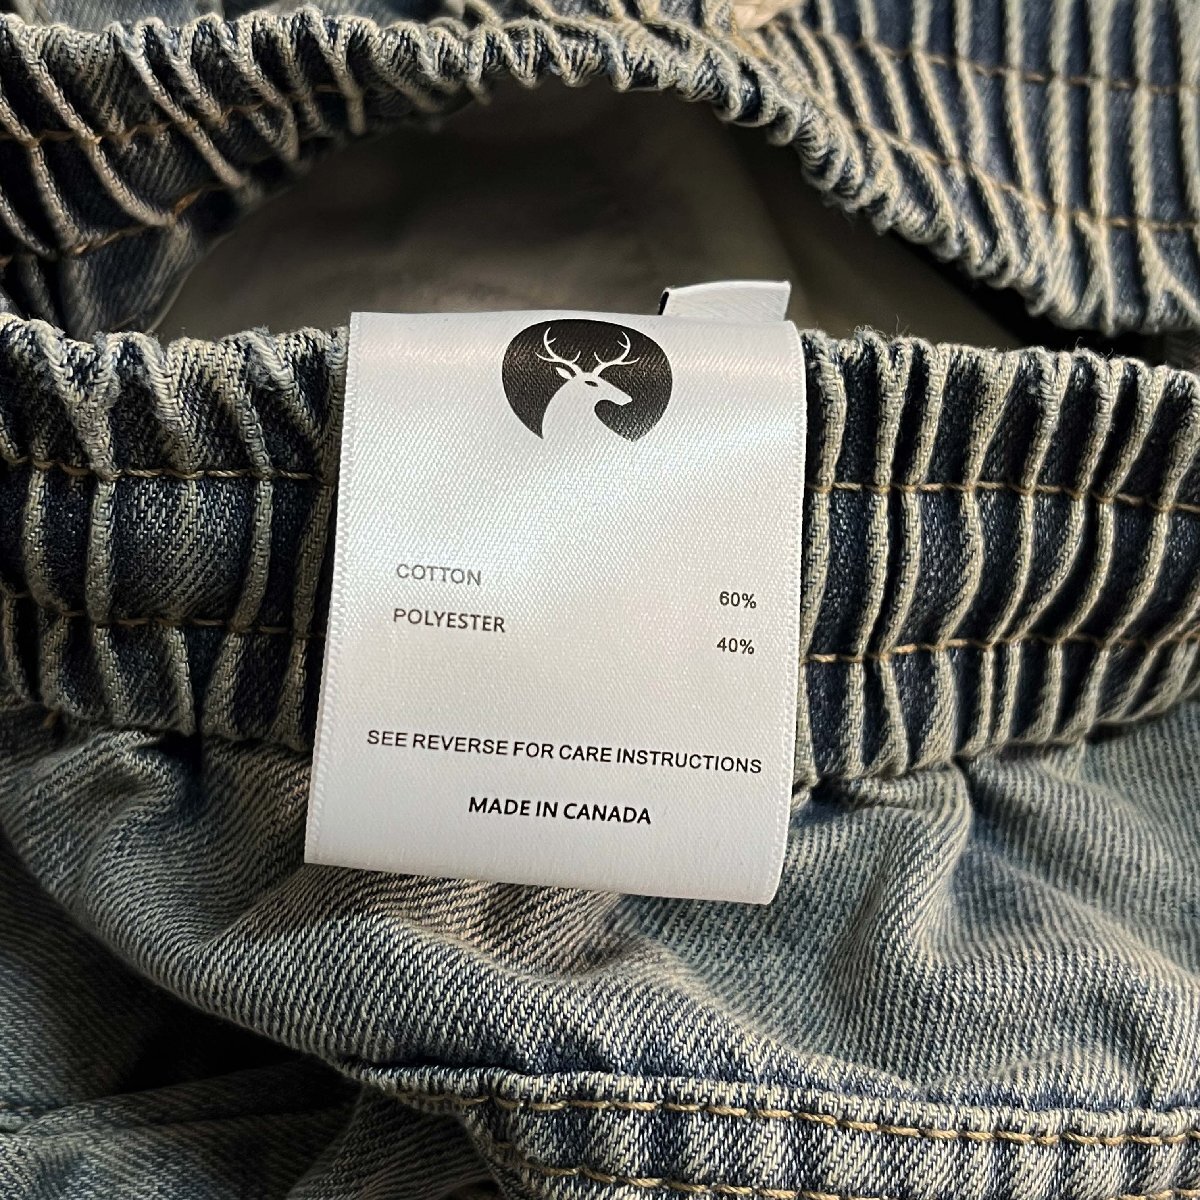 COTTON 60%
POLYESTER 40%
SEE REVERSE FOR CARE INSTRUCTIONS
MADE IN CANADA